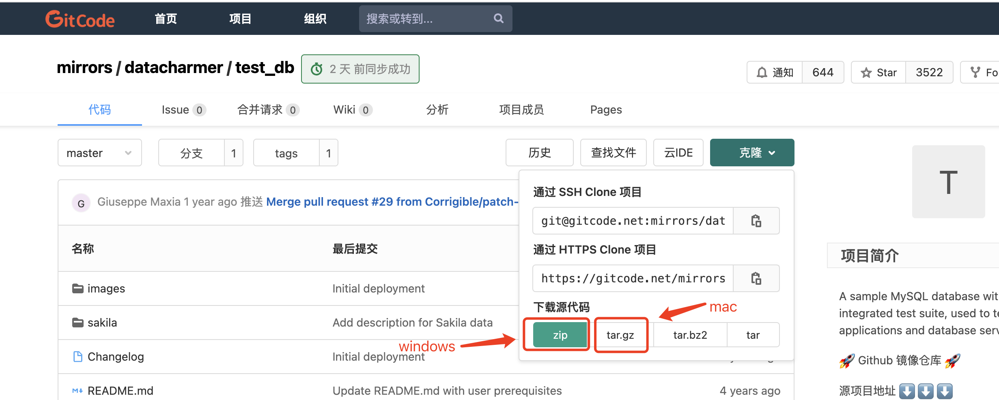 GitCode 首页 项目 组织 搜索或转到...
mirrors / datacharmer / test_db 2 天 前同步成功
通知 644 Star 3522 Fo
代码 Issue 0 合并请求 0 Wiki 0 分析 项目成员 Pages
master 分支 1 tags 1 历史 查找文件 云IDE 克隆
T
G Giuseppe Maxia 1 year ago 推送 Merge pull request #29 from Corrigible/patch-
通过 SSH Clone 项目
git@gitcode.net:mirrors/dat
通过 HTTPS Clone 项目
https://gitcode.net/mirrors
下载源代码
mac
windows
zip tar.gz tar.bz2 tar
名称 最后提交
images Initial deployment
sakila Add description for Sakila data
Changelog Initial deployment
README.md Update README.md with user prerequisites 4 years ago
项目简介
A sample MySQL database wit
integrated test suite, used to te
applications and database serv
Github 镜像仓库
源项目地址